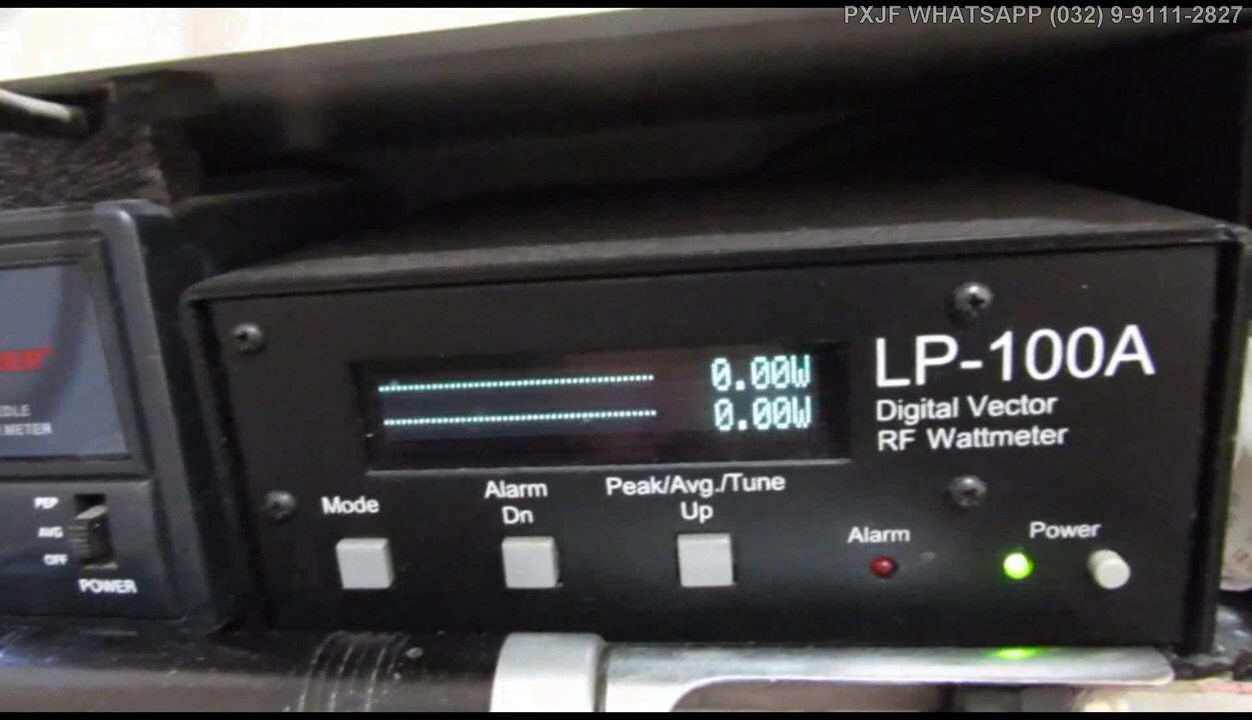 PXJF WHATSAPP (032) 9-9111-2827
0.00W
0.00W
LP-100A
Digital Vector
RF Wattmeter
METER
Mode
Alarm
Dn
Peak/Avg./Tune
Up
Alarm
Power
PEP
AVG
OFF
POWER